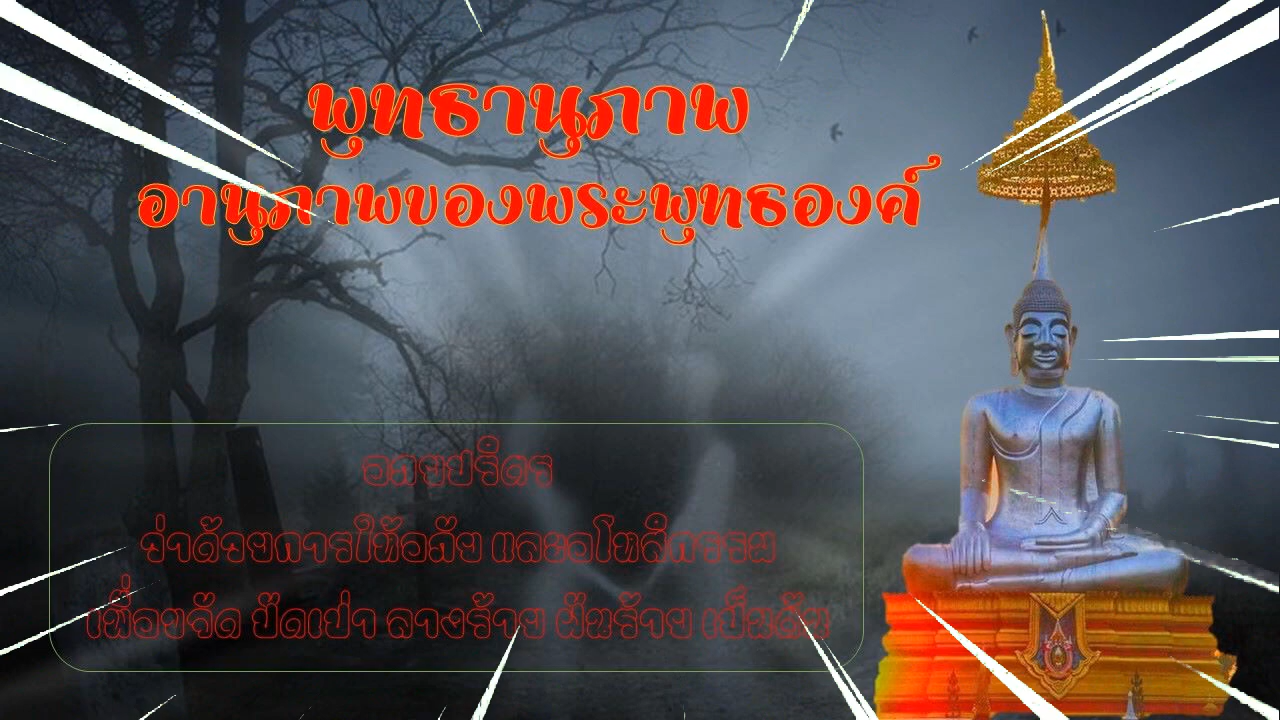 พุทธานุภาพ
อานุภาพของพระพุทธองค์
อภยปริตร
ว่าด้วยการให้อภัย และอโหสิกรรม
เพื่อขจัด ปัดเป่า ลางร้าย ฝันร้าย เป็นต้น